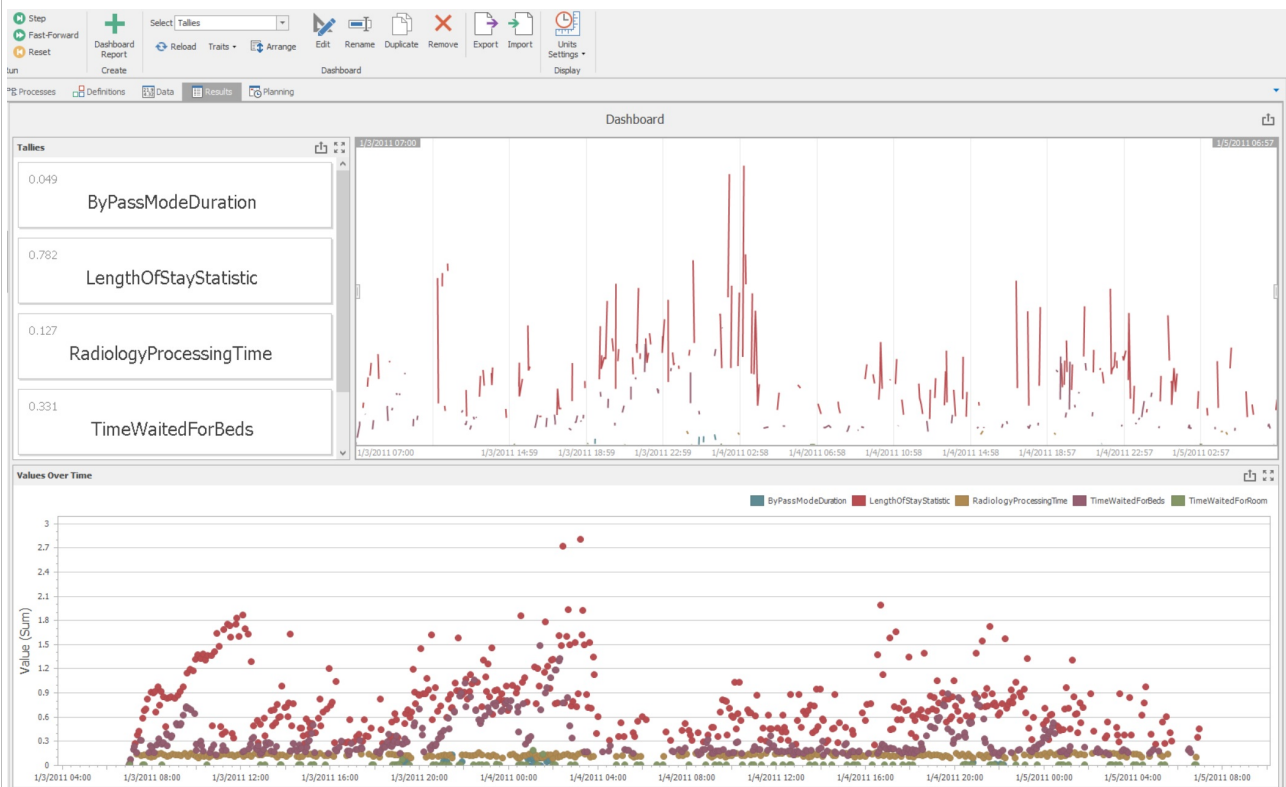 Step
Fast-Forward
Reset
Dashboard Report
Create
Select Tallies
Reload Traits Arrange
Edit Rename Duplicate Remove
Export Import
Units Settings
Dashboard
Display
Processes Definitions Data Results Planning
Dashboard
Tallies
0.049
ByPassModeDuration
0.782
LengthOfStayStatistic
0.127
RadiologyProcessingTime
0.331
TimeWaitedForBeds
1/3/2011 07:00 1/5/2011 06:57
1/3/2011 07:00 1/3/2011 14:59 1/3/2011 18:59 1/3/2011 22:59 1/4/2011 02:58 1/4/2011 06:58 1/4/2011 10:58 1/4/2011 14:58 1/4/2011 18:57 1/4/2011 22:57 1/5/2011 02:57
Values Over Time
ByPassModeDuration LengthOfStayStatistic RadiologyProcessingTime TimeWaitedForBeds TimeWaitedForRoom
Value (Sum)
3
2.7
2.4
2.1
1.8
1.5
1.2
0.9
0.6
0.3
0
1/3/2011 04:00 1/3/2011 08:00 1/3/2011 12:00 1/3/2011 16:00 1/3/2011 20:00 1/4/2011 00:00 1/4/2011 04:00 1/4/2011 08:00 1/4/2011 12:00 1/4/2011 16:00 1/4/2011 20:00 1/5/2011 00:00 1/5/2011 04:00 1/5/2011 08:00